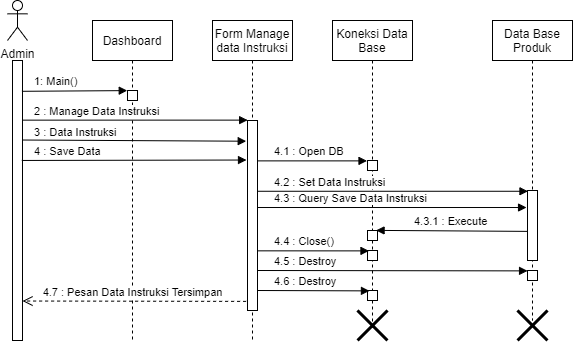 Admin
Dashboard
Form Manage
data Instruksi
Koneksi Data
Base
Data Base
Produk
1: Main()
2 : Manage Data Instruksi
3 : Data Instruksi
4 : Save Data
4.1 : Open DB
4.2 : Set Data Instruksi
4.3 : Query Save Data Instruksi
4.3.1 : Execute
4.4 : Close()
4.5 : Destroy
4.6 : Destroy
4.7 : Pesan Data Instruksi Tersimpan